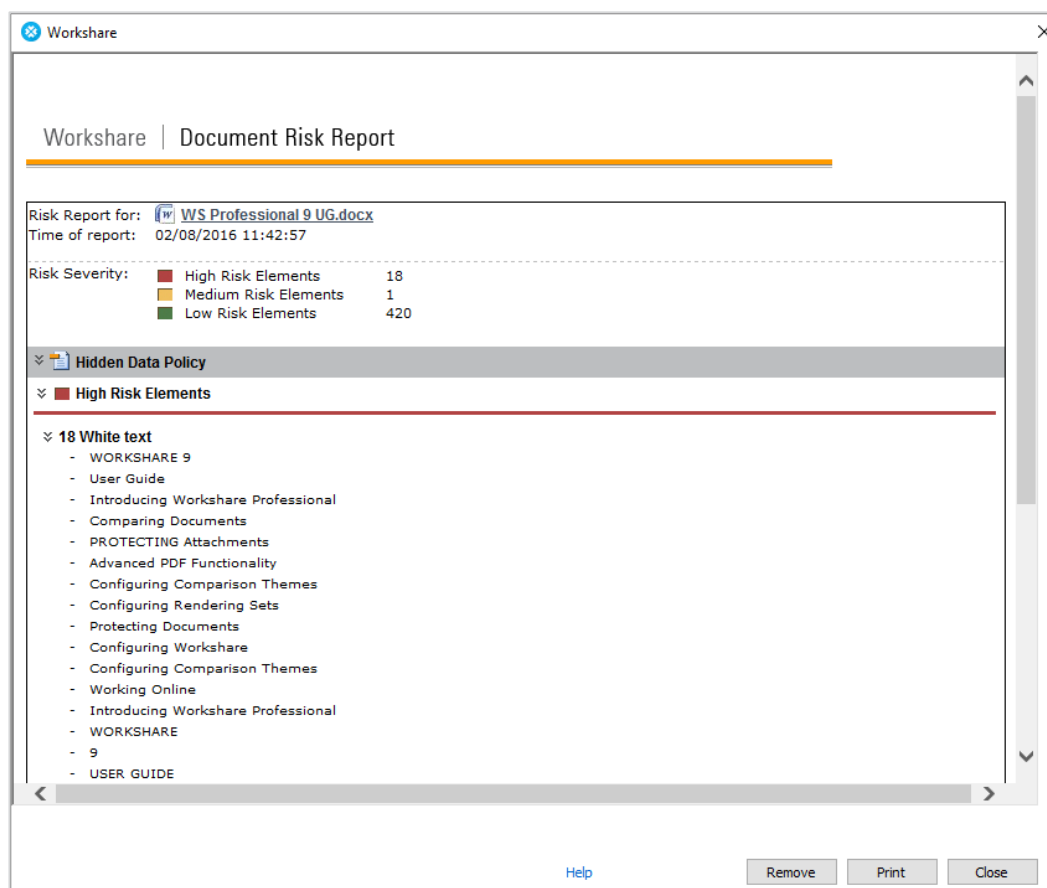 Workshare
Workshare | Document Risk Report
Risk Report for: WS Professional 9 UG.docx
Time of report: 02/08/2016 11:42:57
Risk Severity: High Risk Elements 18
Medium Risk Elements 1
Low Risk Elements 420
Hidden Data Policy
High Risk Elements
18 White text
- WORKSHARE 9
- User Guide
- Introducing Workshare Professional
- Comparing Documents
- PROTECTING Attachments
- Advanced PDF Functionality
- Configuring Comparison Themes
- Configuring Rendering Sets
- Protecting Documents
- Configuring Workshare
- Configuring Comparison Themes
- Working Online
- Introducing Workshare Professional
- WORKSHARE
- 9
- USER GUIDE
Help Remove Print Close